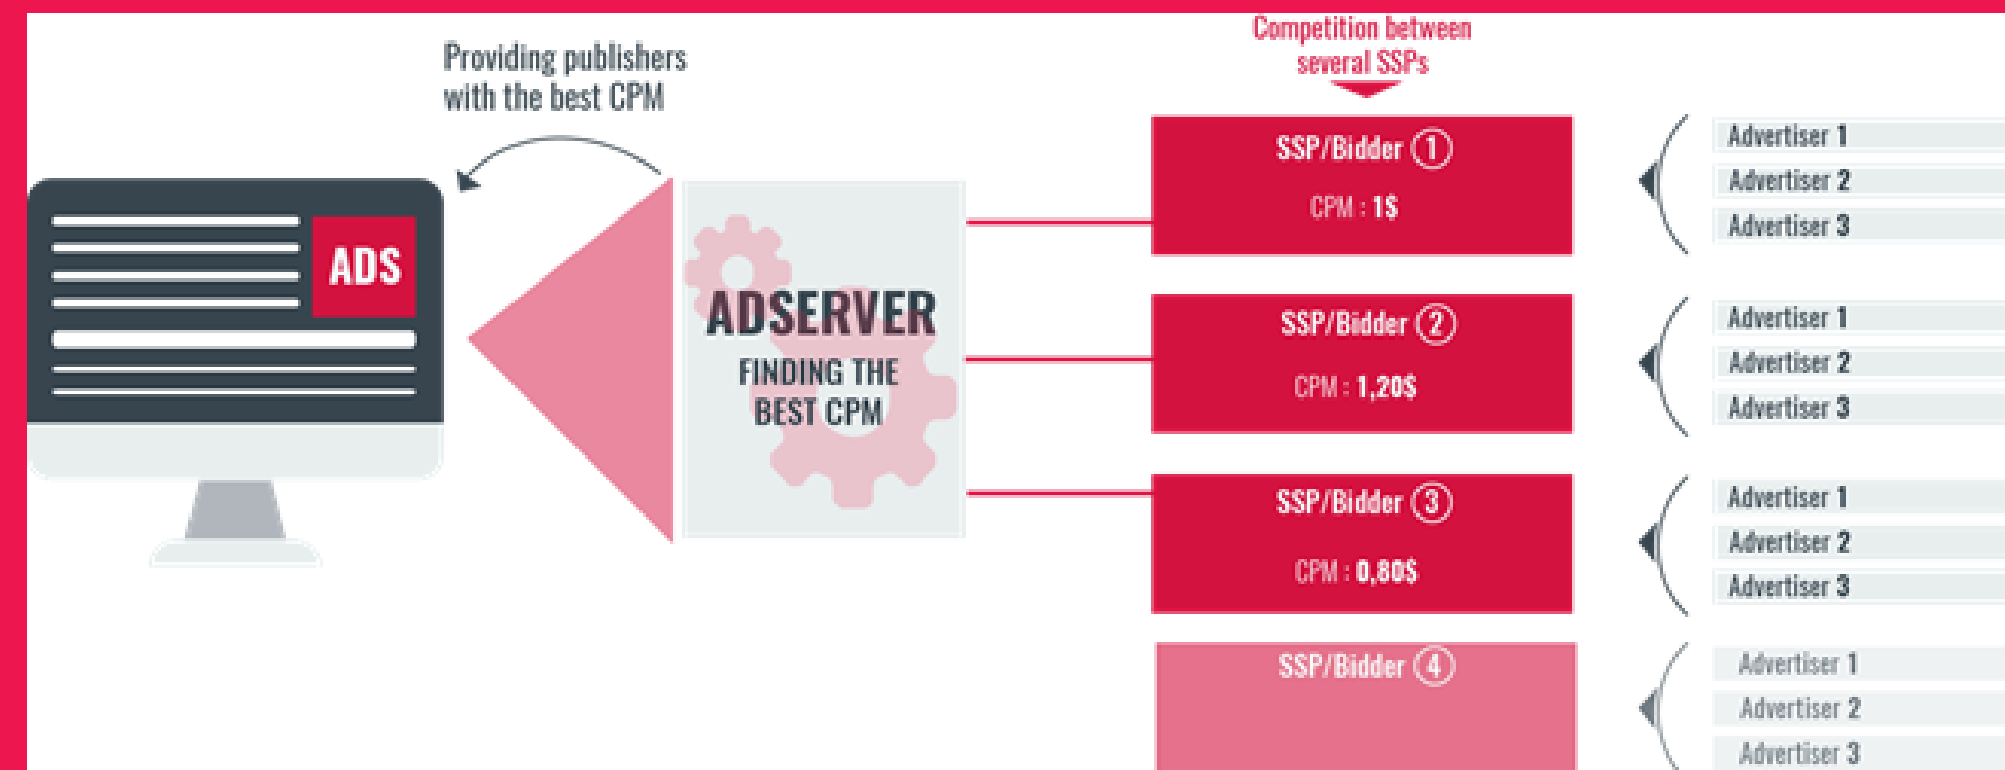 Providing publishers
with the best CPM
ADS
ADSERVER
FINDING THE
BEST CPM
Competition between
several SSPs
SSP/Bidder 1
CPM : 1$
Advertiser 1
Advertiser 2
Advertiser 3
SSP/Bidder 2
CPM : 1,20$
Advertiser 1
Advertiser 2
Advertiser 3
SSP/Bidder 3
CPM : 0,80$
Advertiser 1
Advertiser 2
Advertiser 3
SSP/Bidder 4
Advertiser 1
Advertiser 2
Advertiser 3